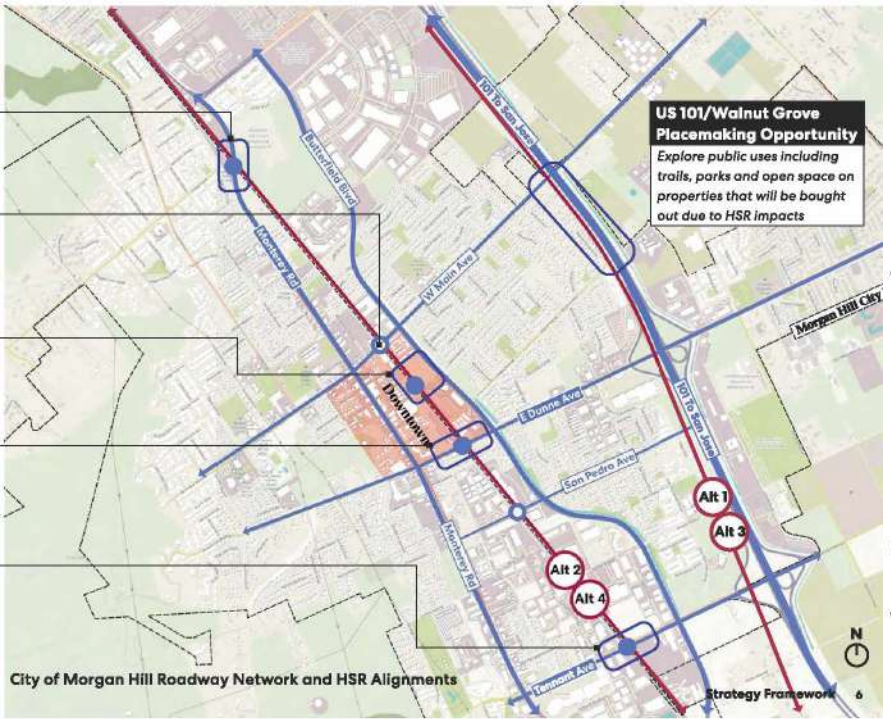 101 To San Jose
US 101/Walnut Grove
Placemaking Opportunity
Explore public uses including
trails, parks and open space on
properties that will be bought
out due to HSR impacts
Butterfield Blvd
Monterey Rd
W Main Ave
Morgan Hill City
Downtown
E Dunne Ave
101 To San Jose
San Pedro Ave
Alt 1
Alt 3
Monterey Rd
Alt 2
Alt 4
N
Tennant Ave
City of Morgan Hill Roadway Network and HSR Alignments
Strategy Framework 6